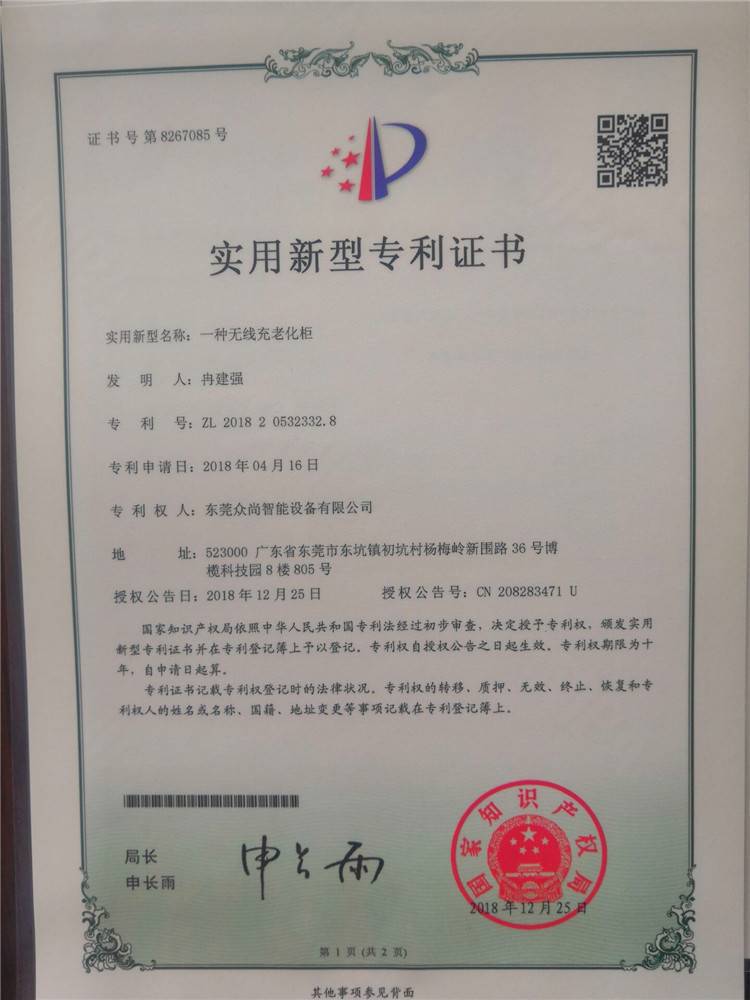 证书号第8267085号
实用新型专利证书
实用新型名称：一种无线充老化柜
发明人：冉建强
专利号：ZL 2018 2 0532332.8
专利申请日：2018年04月16日
专利权人：东莞众尚智能设备有限公司
地址：523000 广东省东莞市东坑镇初坑村杨梅岭新围路36号博
榄科技园8楼805号
授权公告日：2018年12月25日 授权公告号：CN 208283471 U
国家知识产权局依照中华人民共和国专利法经过初步审查，决定授予专利权，颁发实用
新型专利证书并在专利登记簿上予以登记。专利权自授权公告之日起生效。专利权期限为十
年，自申请日起算。
专利证书记载专利权登记时的法律状况。专利权的转移、质押、无效、终止、恢复和专
利权人的姓名或名称、国籍、地址变更等事项记载在专利登记簿上。
局长
申长雨
申长雨
国家知识产权局
2018年12月25日
第 1 页 (共 2 页)
其他事项参见背面